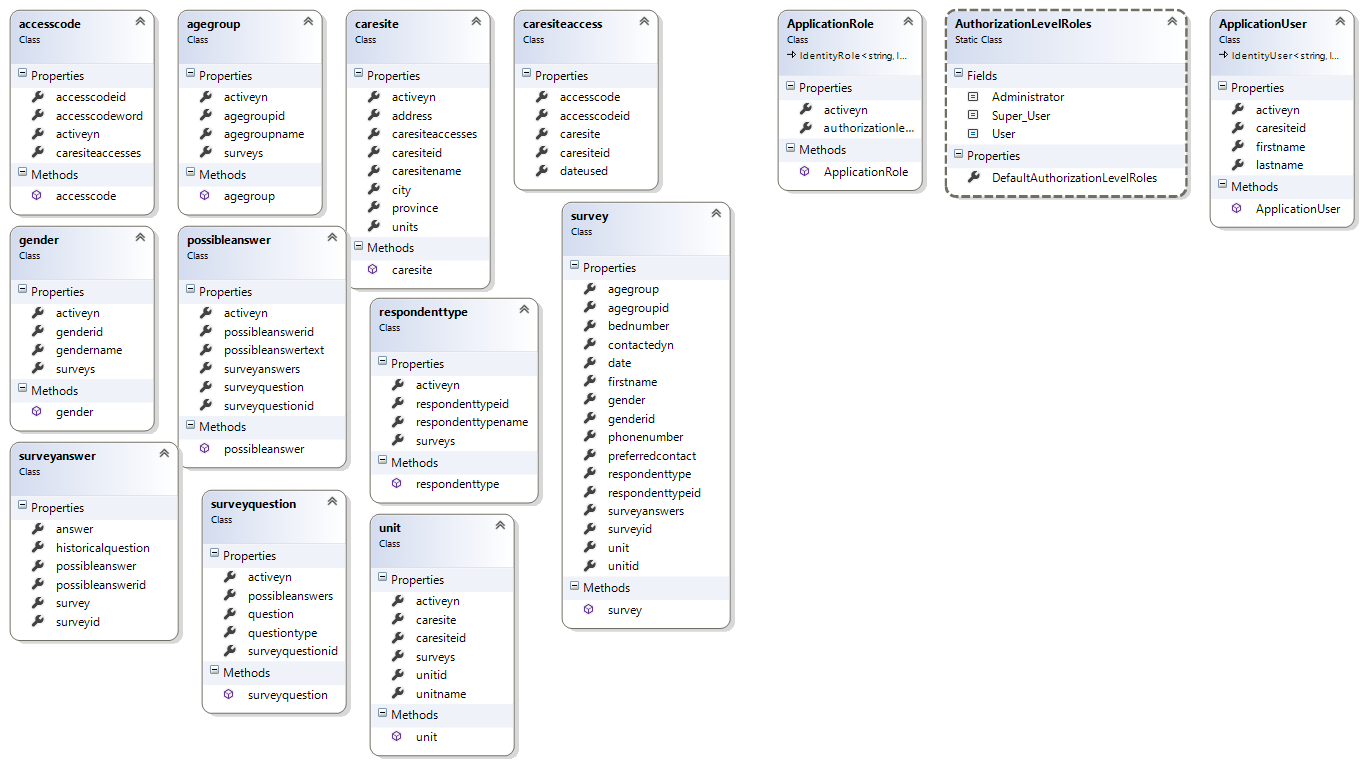 accesscode
Class
Properties
accesscodeid
accesscodeword
activeyn
caresiteaccesses
Methods
accesscode
agegroup
Class
Properties
activeyn
agegroupid
agegroupname
surveys
Methods
agegroup
caresite
Class
Properties
activeyn
address
caresiteaccesses
caresiteid
caresitename
city
province
units
Methods
caresite
caresiteaccess
Class
Properties
accesscode
accesscodeid
caresite
caresiteid
dateused
ApplicationRole
Class
IdentityRole<string, I...
Properties
activeyn
authorizationle...
Methods
ApplicationRole
AuthorizationLevelRoles
Static Class
Fields
Administrator
Super_User
User
Properties
DefaultAuthorizationLevelRoles
ApplicationUser
Class
IdentityUser<string, I...
Properties
activeyn
caresiteid
firstname
lastname
Methods
ApplicationUser
gender
Class
Properties
activeyn
genderid
gendername
surveys
Methods
gender
possibleanswer
Class
Properties
activeyn
possibleanswerid
possibleanswertext
surveyanswers
surveyquestion
surveyquestionid
Methods
possibleanswer
respondenttype
Class
Properties
activeyn
respondenttypeid
respondenttypename
surveys
Methods
respondenttype
survey
Class
Properties
agegroup
agegroupid
bednumber
contactedyn
date
firstname
gender
genderid
phonenumber
preferredcontact
respondenttype
respondenttypeid
surveyanswers
surveyid
unit
unitid
Methods
survey
surveyanswer
Class
Properties
answer
historicalquestion
possibleanswer
possibleanswerid
survey
surveyid
surveyquestion
Class
Properties
activeyn
possibleanswers
question
questiontype
surveyquestionid
Methods
surveyquestion
unit
Class
Properties
activeyn
caresite
caresiteid
surveys
unitid
unitname
Methods
unit